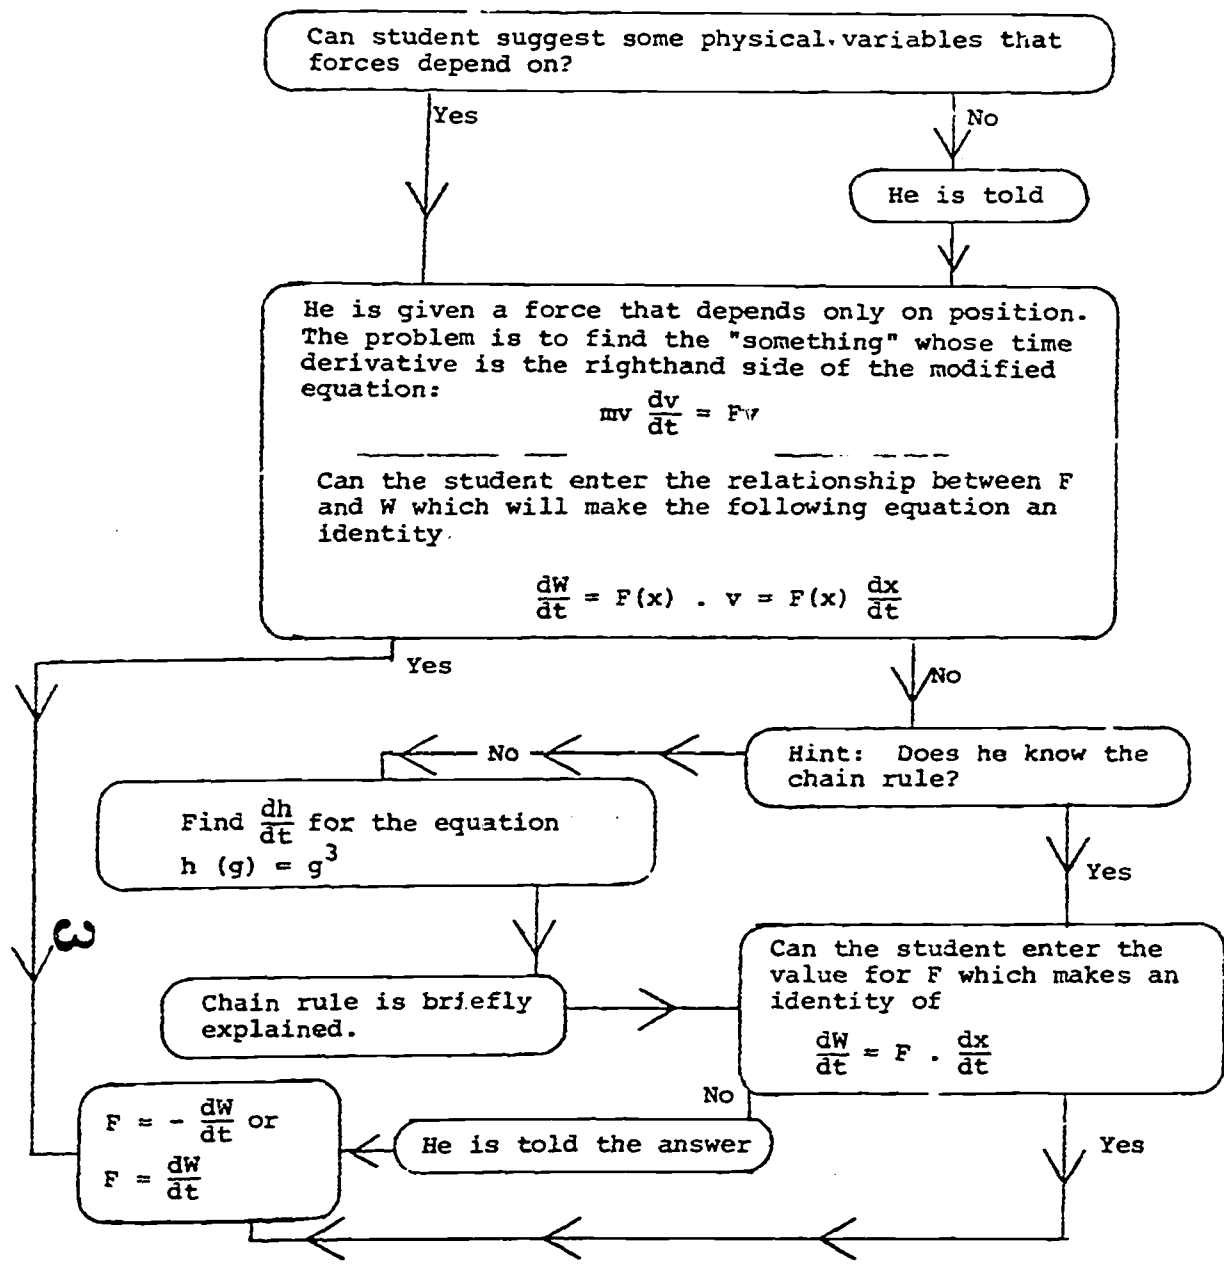 Can student suggest some physical variables that
forces depend on?
Yes
No
He is told
He is given a force that depends only on position.
The problem is to find the "something" whose time
derivative is the righthand side of the modified
equation:
mv dv/dt = Fv
Can the student enter the relationship between F
and W which will make the following equation an
identity
dW/dt = F(x) . v = F(x) dx/dt
Yes
No
Hint: Does he know the
chain rule?
No
Find dh/dt for the equation
h (g) = g³
Yes
Chain rule is briefly
explained.
Can the student enter the
value for F which makes an
identity of
dW/dt = F . dx/dt
3
No
He is told the answer
Yes
F = - dW/dt or
F = dW/dt